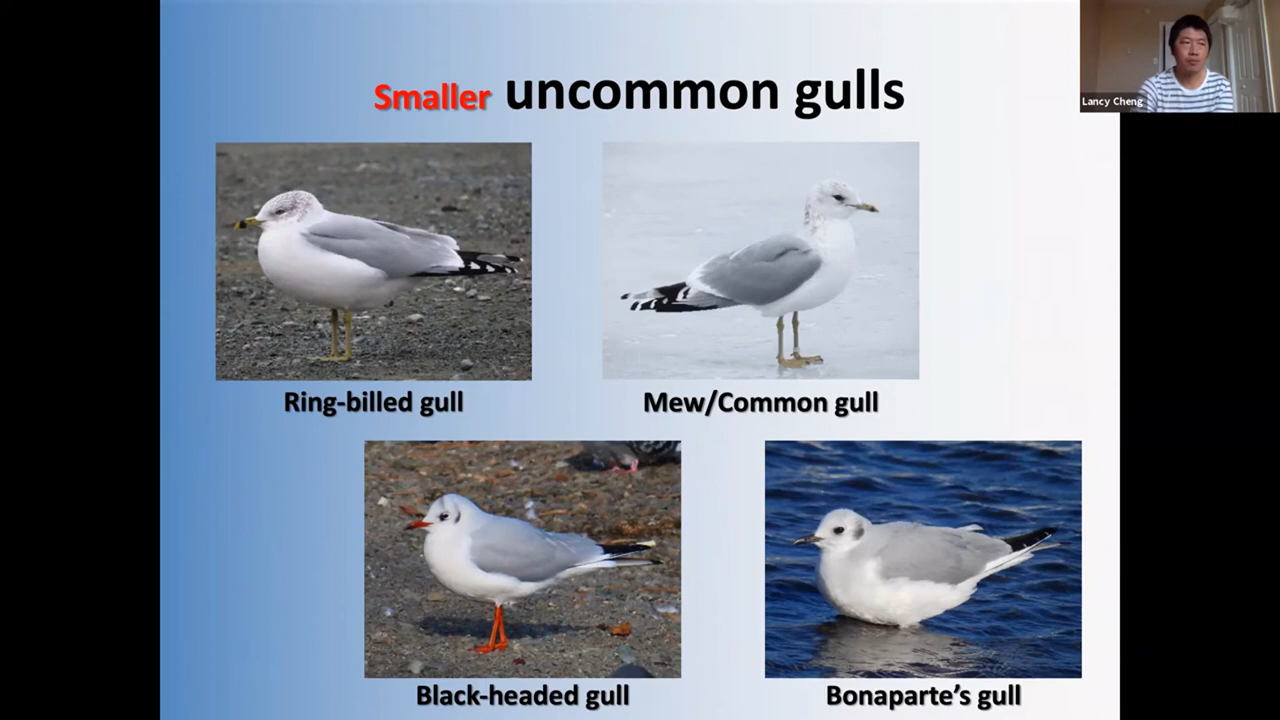 Smaller uncommon gulls
Lancy Cheng
Ring-billed gull
Mew/Common gull
Black-headed gull
Bonaparte’s gull